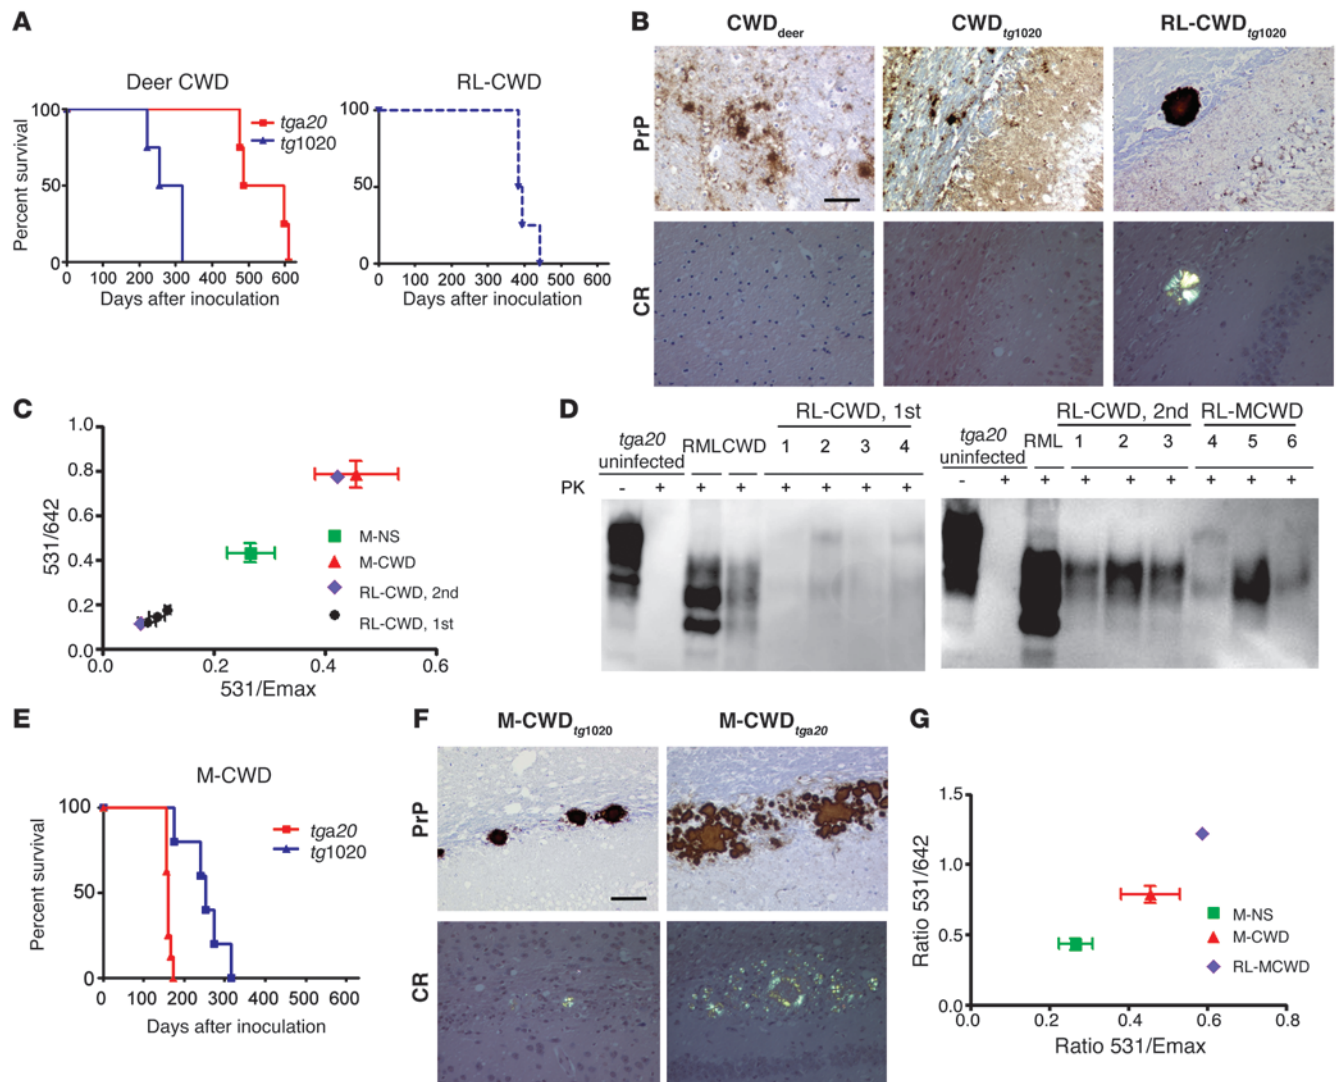 A
Deer CWD
RL-CWD
100
50
0
Percent survival
0 100 200 300 400 500 600
Days after inoculation
tga20
tg1020
100
50
0
0 100 200 300 400 500 600
Days after inoculation
B
CWDdeer
CWDtg1020
RL-CWDtg1020
PrP
CR
C
1.0
0.8
0.6
0.4
0.2
0.0
531/642
0.0 0.2 0.4 0.6
531/Emax
M-NS
M-CWD
RL-CWD, 2nd
RL-CWD, 1st
D
RL-CWD, 1st
tga20
uninfected
RML CWD
1 2 3 4
PK
- + + + + + + +
RL-CWD, 2nd
RL-MCWD
tga20
uninfected
RML
1 2 3 4 5 6
- + + + + + + + +
E
M-CWD
100
50
0
Percent survival
0 100 200 300 400 500 600
Days after inoculation
tga20
tg1020
F
M-CWDtg1020
M-CWDtga20
PrP
CR
G
1.5
1.0
0.5
0.0
Ratio 531/642
0.0 0.2 0.4 0.6 0.8
Ratio 531/Emax
M-NS
M-CWD
RL-MCWD